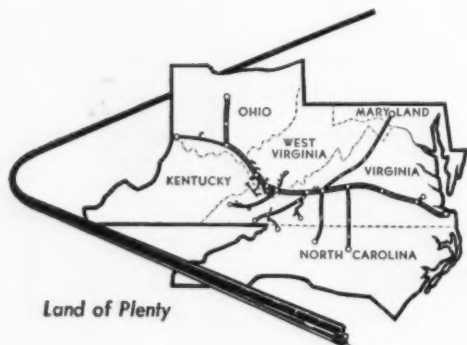 OHIO
MARYLAND
WEST
VIRGINIA
VIRGINIA
KENTUCKY
NORTH CAROLINA
Land of Plenty